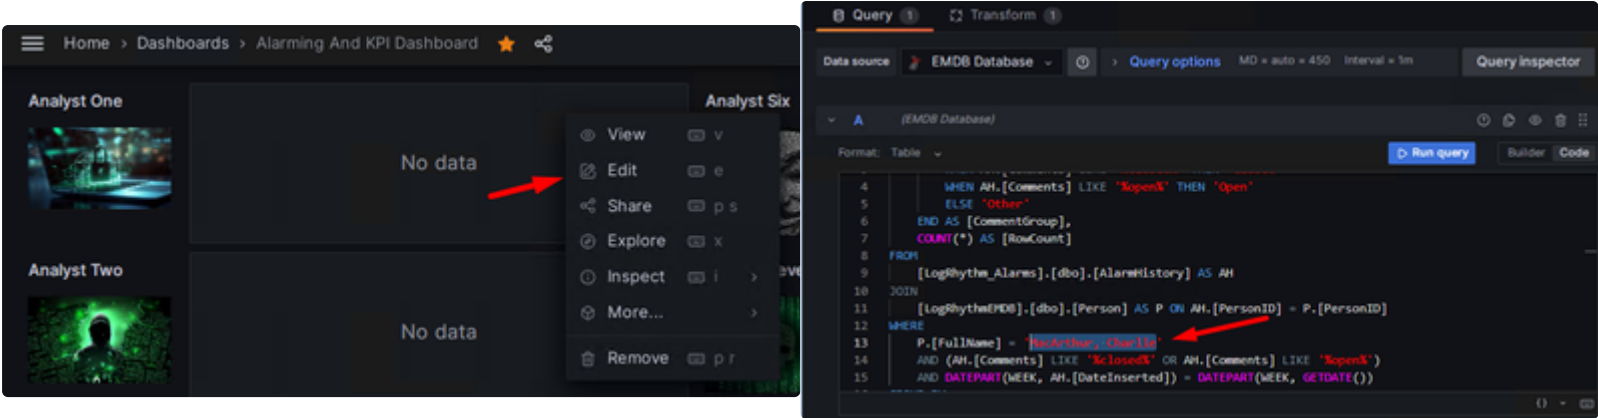 Home › Dashboards › Alarming And KPI Dashboard
Analyst One
No data
Analyst Six
View v
Edit e
Share p s
Explore x
Inspect i ›
More... ›
Remove p r
Analyst Two
No data
Query 1 Transform 1
Data source EMDB Database › Query options MD = auto = 450 Interval = 1m Query inspector
A (EMDB Database)
Format: Table Run query Builder Code
4 WHEN AH.[Comments] LIKE '%open%' THEN 'Open'
5 ELSE 'Other'
6 END AS [CommentGroup],
7 COUNT(*) AS [RowCount]
8 FROM
9 [LogRhythm_Alarms].[dbo].[AlarmHistory] AS AH
10 JOIN
11 [LogRhythmEMDB].[dbo].[Person] AS P ON AH.[PersonID] = P.[PersonID]
12 WHERE
13 P.[FullName] = 'MacArthur, Charlie'
14 AND (AH.[Comments] LIKE '%closed%' OR AH.[Comments] LIKE '%open%')
15 AND DATEPART(WEEK, AH.[DateInserted]) = DATEPART(WEEK, GETDATE())